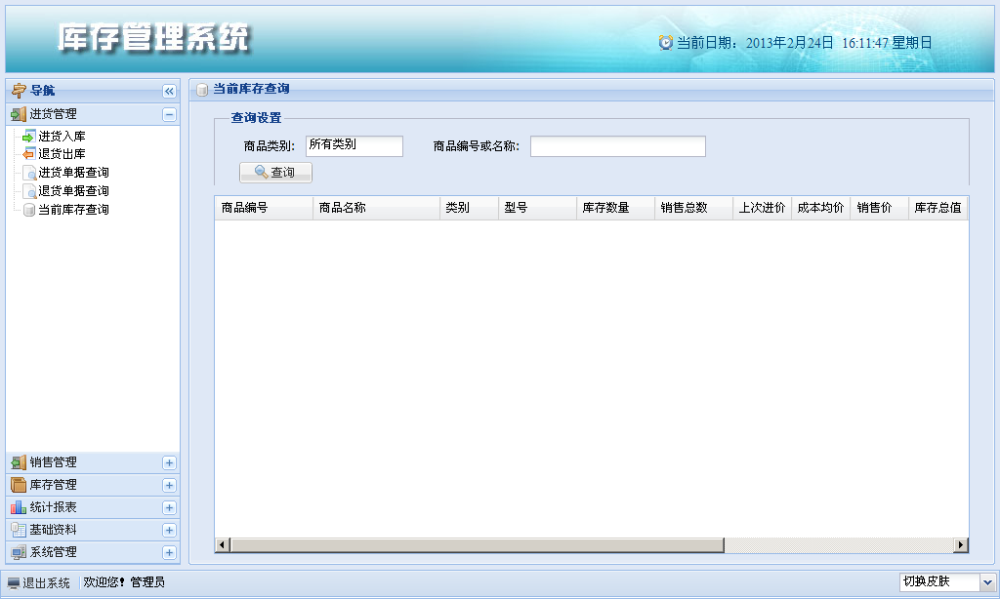 库存管理系统
当前日期: 2013年2月24日 16:11:47 星期日
导航
进货管理
进货入库
退货出库
进货单据查询
退货单据查询
当前库存查询
销售管理
库存管理
统计报表
基础资料
系统管理
当前库存查询
查询设置
商品类别: 所有类别 商品编号或名称:
查询
商品编号 商品名称 类别 型号 库存数量 销售总数 上次进价 成本均价 销售价 库存总值
退出系统 欢迎您! 管理员 切换皮肤